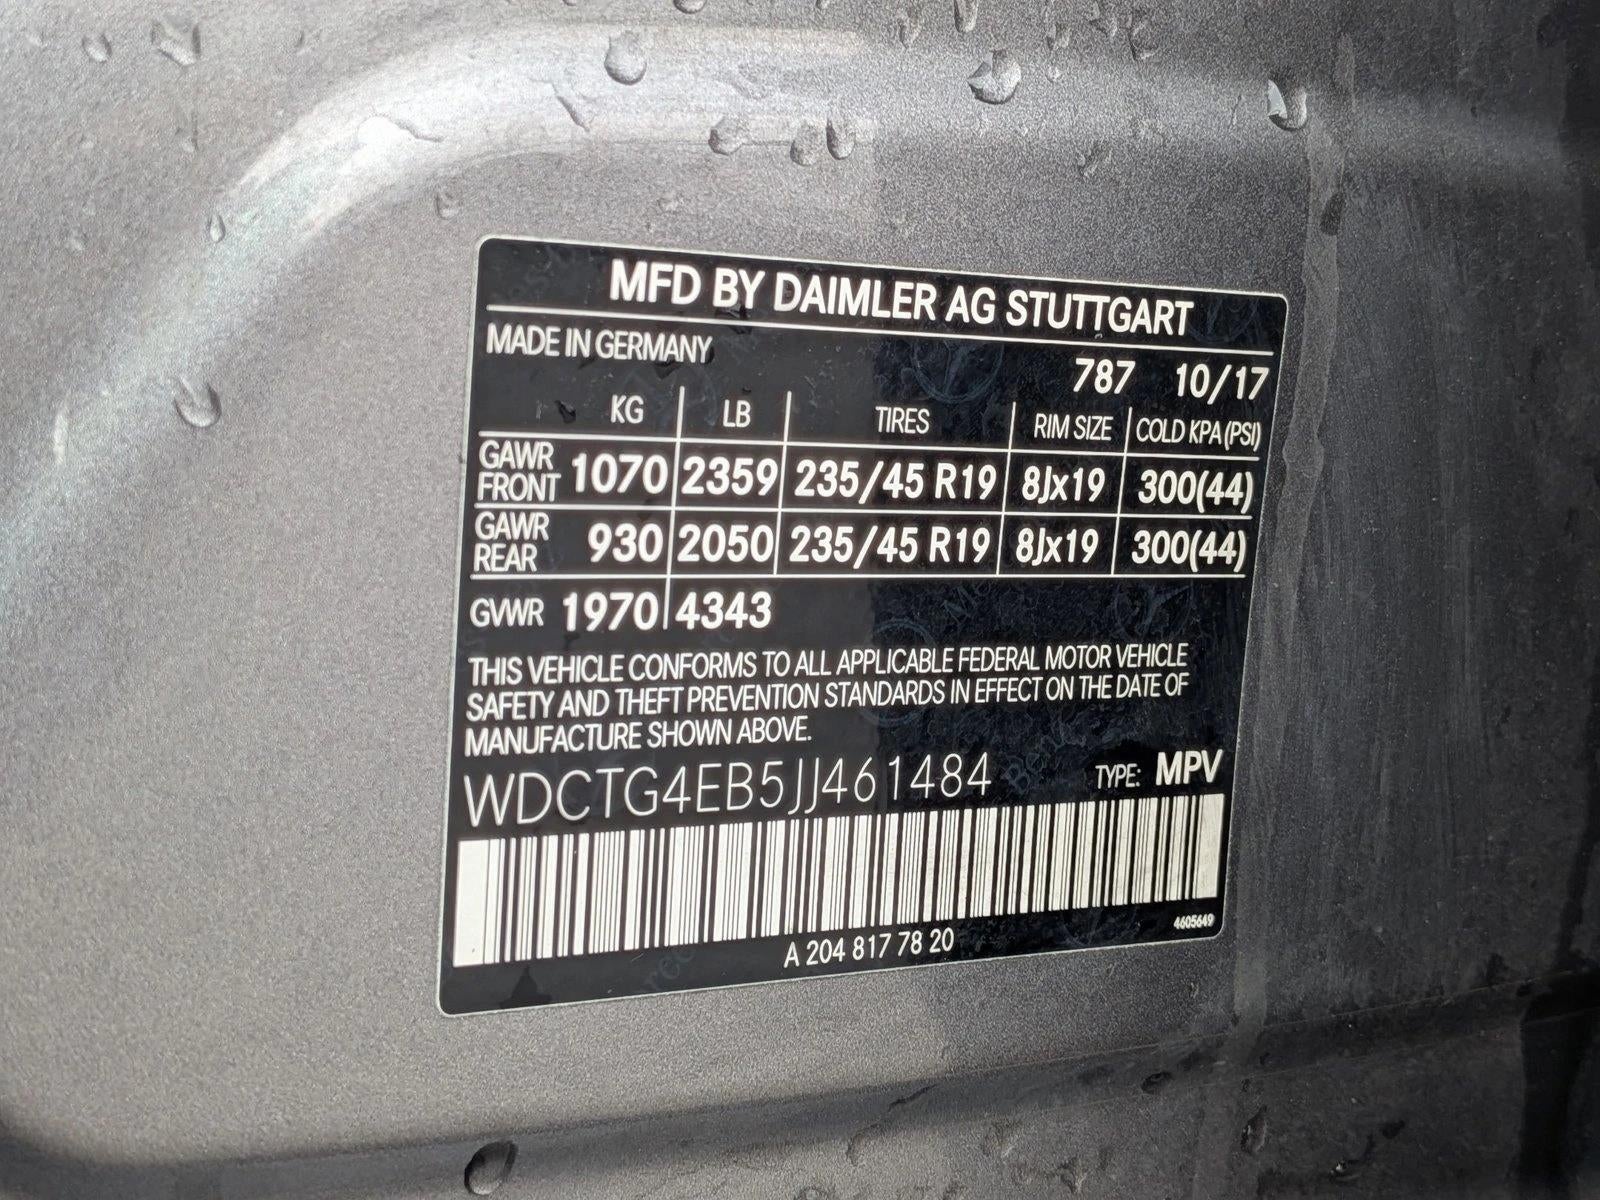 MFD BY DAIMLER AG STUTTGART
MADE IN GERMANY
787 10/17
KG LB TIRES RIM SIZE COLD KPA (PSI)
GAWR FRONT 1070 2359 235/45 R19 8Jx19 300(44)
GAWR REAR 930 2050 235/45 R19 8Jx19 300(44)
GVWR 1970 4343
THIS VEHICLE CONFORMS TO ALL APPLICABLE FEDERAL MOTOR VEHICLE
SAFETY AND THEFT PREVENTION STANDARDS IN EFFECT ON THE DATE OF
MANUFACTURE SHOWN ABOVE.
WDCTG4EB5JJ461484 TYPE: MPV
4605649
A 204 817 78 20